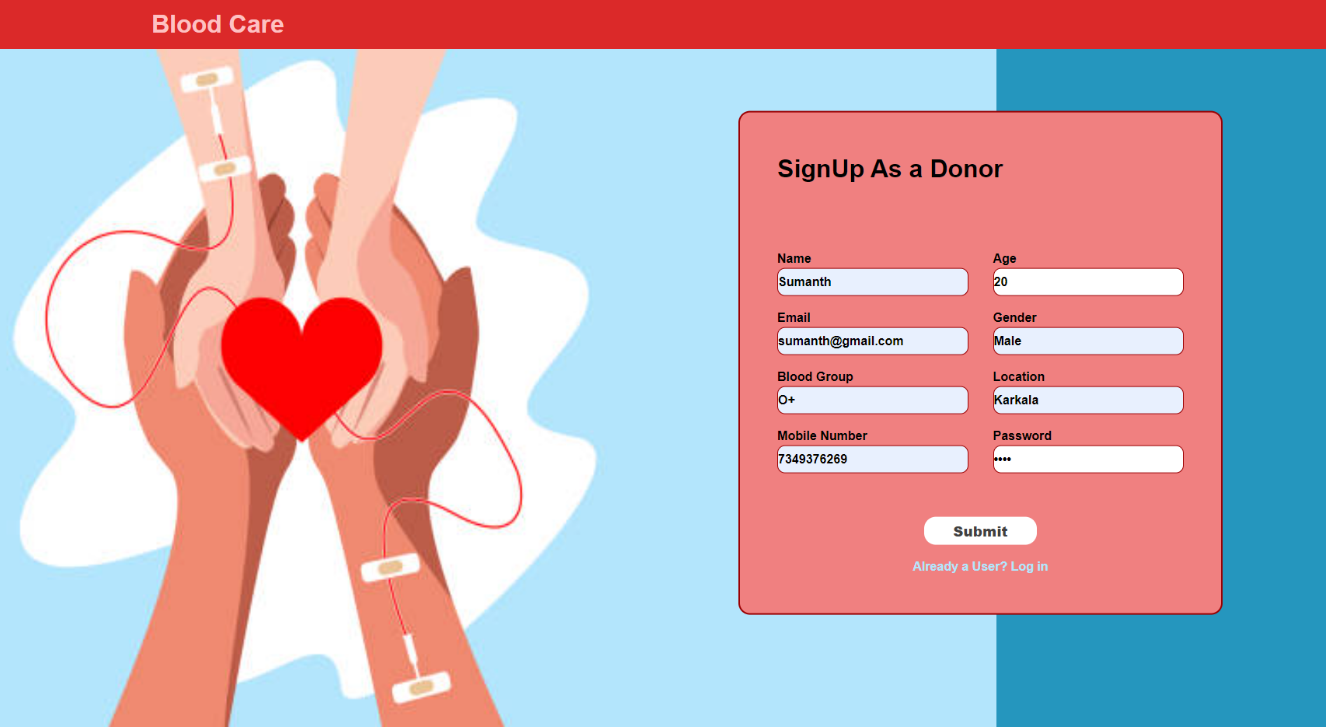 Blood Care
SignUp As a Donor
Name Age
Sumanth 20
Email Gender
sumanth@gmail.com Male
Blood Group Location
O+ Karkala
Mobile Number Password
7349376269 ••••
Submit
Already a User? Log in